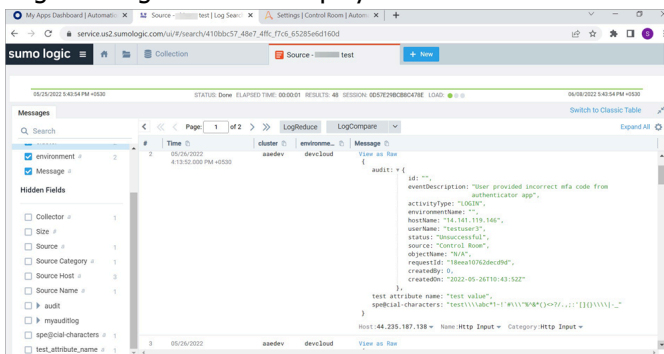 My Apps Dashboard | Automatio
Source - test | Log Search
Settings | Control Room | Autom
service.us2.sumologic.com/ui/#/search/410bbc57_48e7_4ffc_f7c6_65285e6d160d
sumo logic
Collection
Source - test
+ New
05/25/2022 5:43:54 PM +0530
STATUS: Done ELAPSED TIME: 00:00:01 RESULTS: 48 SESSION: 0D57E29BCB8C478E LOAD:
06/08/2022 5:43:54 PM +0530
Messages
Switch to Classic Table
Search
Page: 1 of 2
LogReduce
LogCompare
Expand All
# Time cluster environme... Message
environment 2
Message
Hidden Fields
Collector 1
Size
Source 1
Source Category 1
Source Host 3
Source Name 1
audit
myauditlog
spe@cial-characters 1
test_attribute_name 1
2 05/26/2022 aaedev devcloud View as Raw
4:13:52.000 PM +0530
{
audit: {
id: "",
eventDescription: "User provided incorrect mfa code from
authenticator app",
activityType: "LOGIN",
environmentName: "",
hostName: "14.141.119.146",
userName: "testuser3",
status: "Unsuccessful",
source: "Control Room",
objectName: "N/A",
requestId: "18eea10762decd9d",
createdBy: 0,
createdOn: "2022-05-26T10:43:52Z"
},
test attribute name: "test value",
}
Host: 44.235.187.138 Name: Http Input Category: Http Input
3 05/26/2022 aaedev devcloud View as Raw